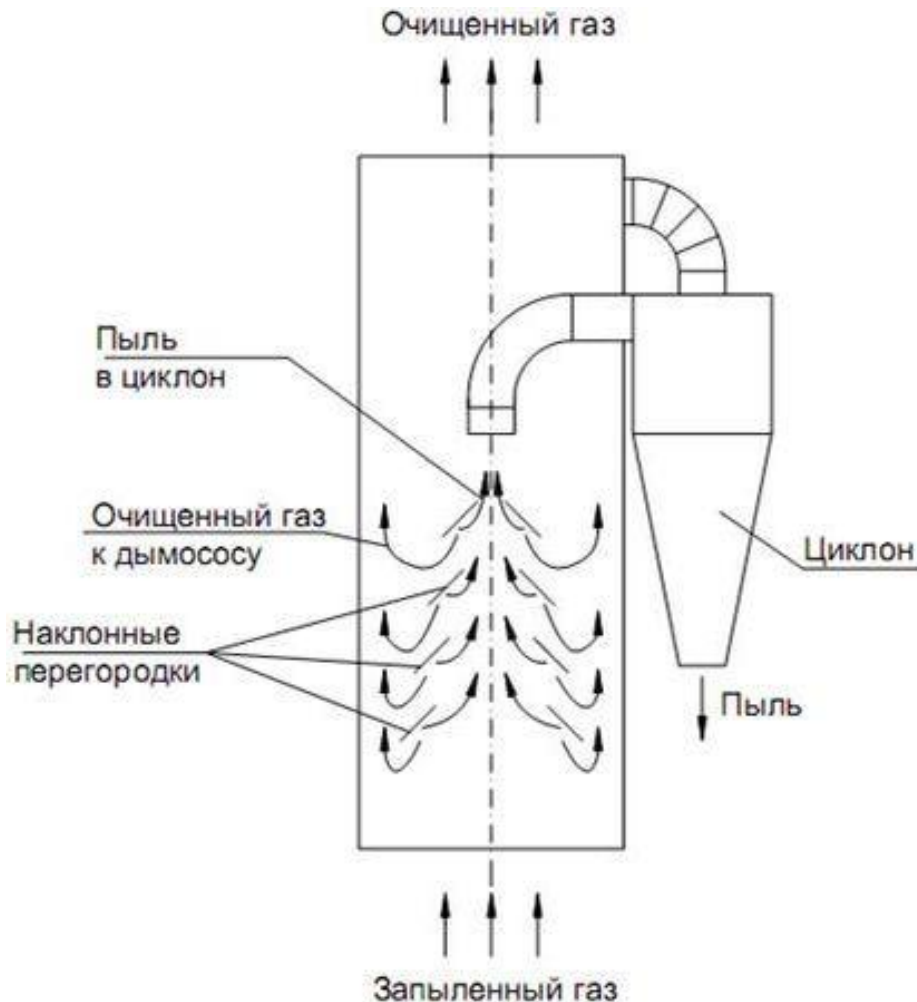 Очищенный газ
Пыль
в циклон
Очищенный газ
к дымососу
Циклон
Наклонные
перегородки
Пыль
Запыленный газ